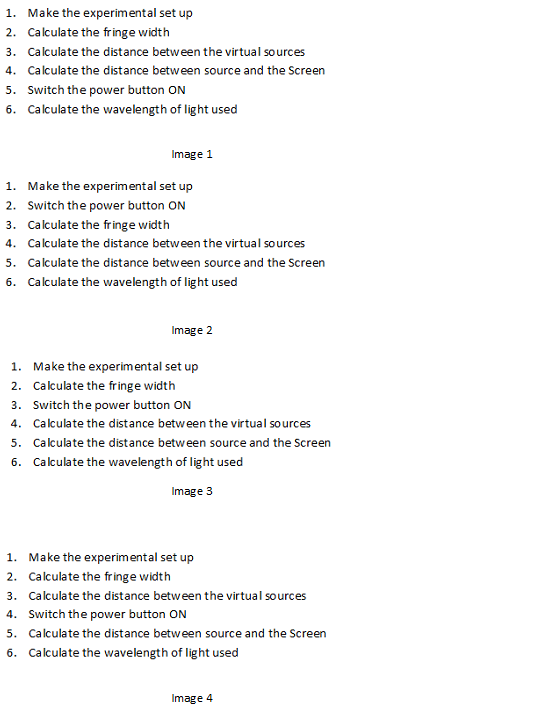 1. Make the experimental set up
2. Calculate the fringe width
3. Calculate the distance between the virtual sources
4. Calculate the distance between source and the Screen
5. Switch the power button ON
6. Calculate the wavelength of light used
Image 1
1. Make the experimental set up
2. Switch the power button ON
3. Calculate the fringe width
4. Calculate the distance between the virtual sources
5. Calculate the distance between source and the Screen
6. Calculate the wavelength of light used
Image 2
1. Make the experimental set up
2. Calculate the fringe width
3. Switch the power button ON
4. Calculate the distance between the virtual sources
5. Calculate the distance between source and the Screen
6. Calculate the wavelength of light used
Image 3
1. Make the experimental set up
2. Calculate the fringe width
3. Calculate the distance between the virtual sources
4. Switch the power button ON
5. Calculate the distance between source and the Screen
6. Calculate the wavelength of light used
Image 4